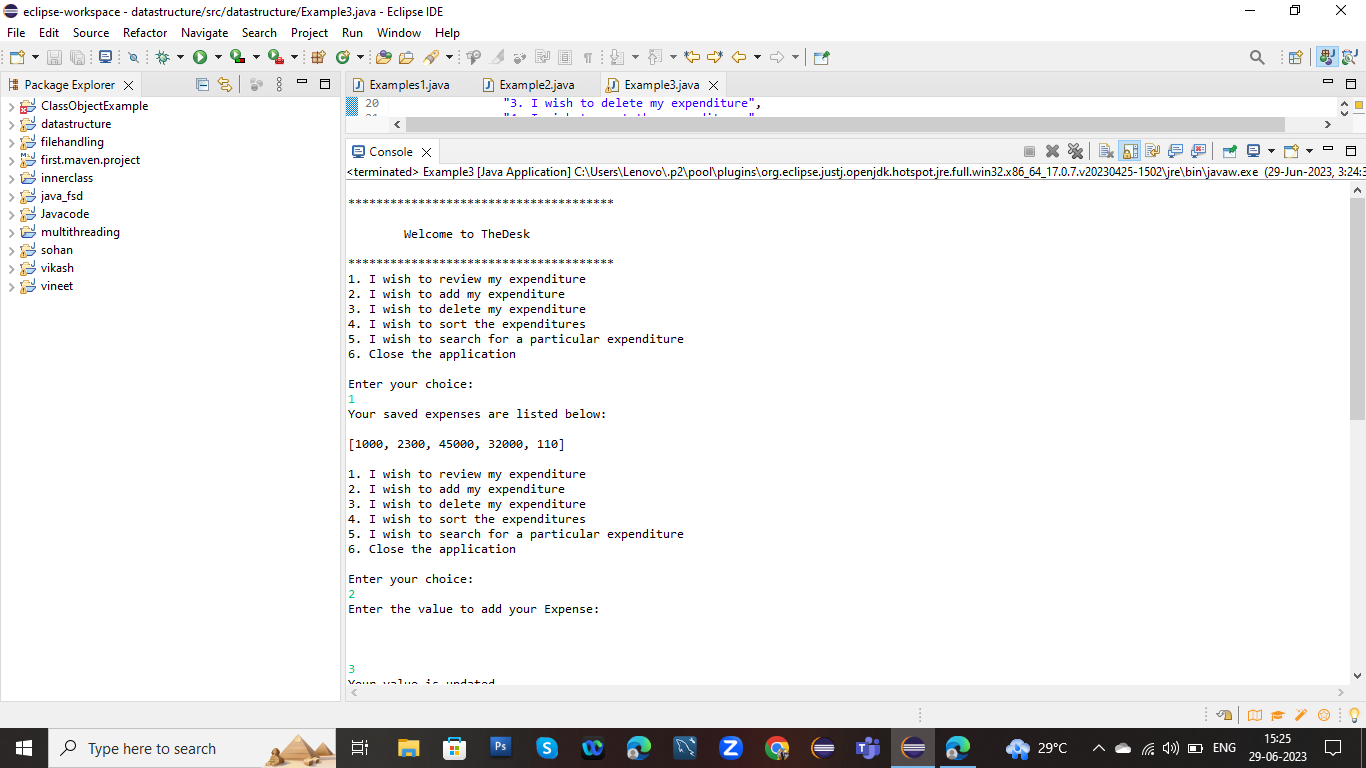 eclipse-workspace - datastructure/src/datastructure/Example3.java - Eclipse IDE
File Edit Source Refactor Navigate Search Project Run Window Help
Package Explorer
Examples1.java
Example2.java
Example3.java
ClassObjectExample
datastructure
filehandling
first.maven.project
innerclass
java_fsd
Javacode
multithreading
sohan
vikash
vineet
20 "3. I wish to delete my expenditure",
Console
<terminated> Example3 [Java Application] C:\Users\Lenovo\.p2\pool\plugins\org.eclipse.justj.openjdk.hotspot.jre.full.win32.x86_64_17.0.7.v20230425-1502\jre\bin\javaw.exe (29-Jun-2023, 3:24:3
**************************************
Welcome to TheDesk
**************************************
1. I wish to review my expenditure
2. I wish to add my expenditure
3. I wish to delete my expenditure
4. I wish to sort the expenditures
5. I wish to search for a particular expenditure
6. Close the application
Enter your choice:
1
Your saved expenses are listed below:
[1000, 2300, 45000, 32000, 110]
1. I wish to review my expenditure
2. I wish to add my expenditure
3. I wish to delete my expenditure
4. I wish to sort the expenditures
5. I wish to search for a particular expenditure
6. Close the application
Enter your choice:
2
Enter the value to add your Expense:
3
Your value is updated
Type here to search
Ps
29°C
ENG
15:25
29-06-2023